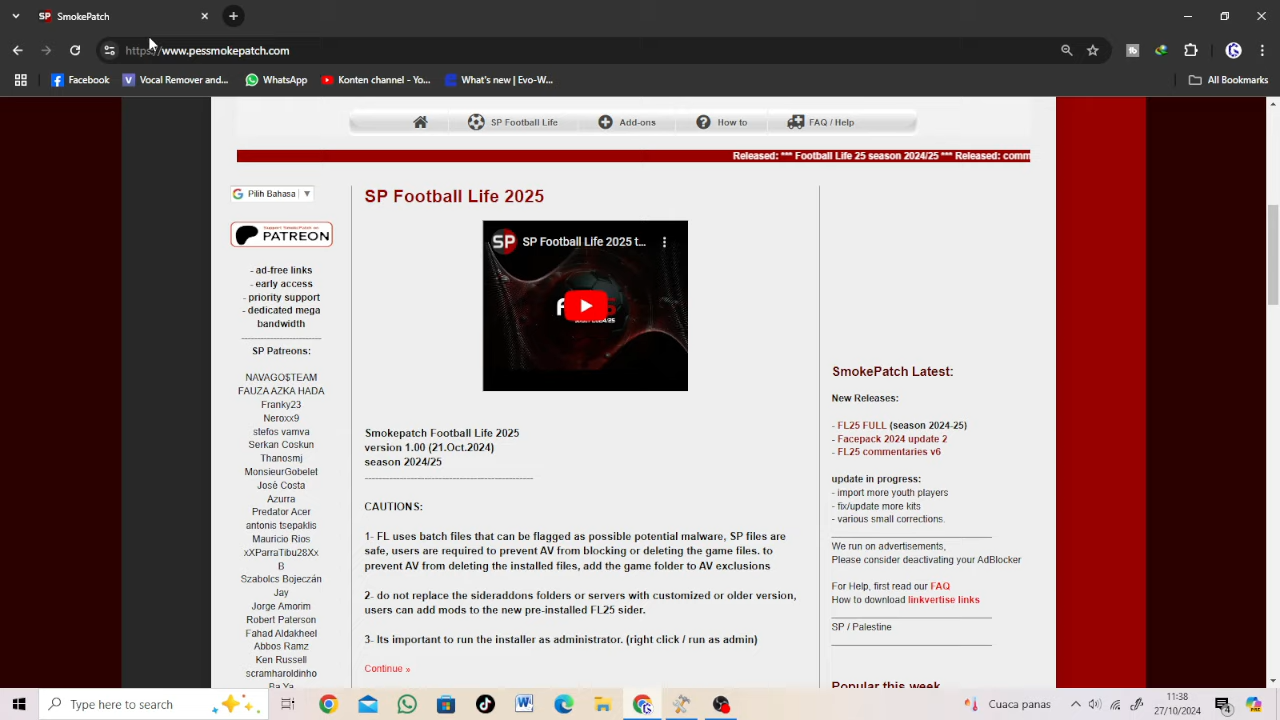 SP SmokePatch
https://www.pessmokepatch.com
Facebook
Vocal Remover and...
WhatsApp
Konten channel - Yo...
What's new | Evo-W...
All Bookmarks
SP Football Life
Add-ons
How to
FAQ / Help
Released: *** Football Life 25 season 2024/25 *** Released: comm
G Pilih Bahasa ▼
PATREON
- ad-free links
- early access
- priority support
- dedicated mega
bandwidth
SP Patreons:
NAVAGO$TEAM
FAUZA AZKA HADA
Franky23
Neroxx9
stefos vamva
Serkan Coskun
Thanosmj
MonsieurGobelet
José Costa
Azurra
Predator Acer
antonis tsepaklis
Mauricio Rios
xXParraTibu28Xx
B
Szabolcs Bojeczán
Jay
Jorge Amorim
Robert Paterson
Fahad Aldakheel
Abbos Ramz
Ken Russell
scramharoldinho
Ba Ya
SP Football Life 2025
SP SP Football Life 2025 t...
Smokepatch Football Life 2025
version 1.00 (21.Oct.2024)
season 2024/25
CAUTIONS:
1- FL uses batch files that can be flagged as possible potential malware, SP files are
safe, users are required to prevent AV from blocking or deleting the game files. to
prevent AV from deleting the installed files, add the game folder to AV exclusions
2- do not replace the sideraddons folders or servers with customized or older version,
users can add mods to the new pre-installed FL25 sider.
3- Its important to run the installer as administrator. (right click / run as admin)
Continue »
SmokePatch Latest:
New Releases:
- FL25 FULL (season 2024-25)
- Facepack 2024 update 2
- FL25 commentaries v6
update in progress:
- import more youth players
- fix/update more kits
- various small corrections.
We run on advertisements,
Please consider deactivating your AdBlocker
For Help, first read our FAQ
How to download linkvertise links
SP / Palestine
Popular this week
Type here to search
Cuaca panas
11:38
27/10/2024
4